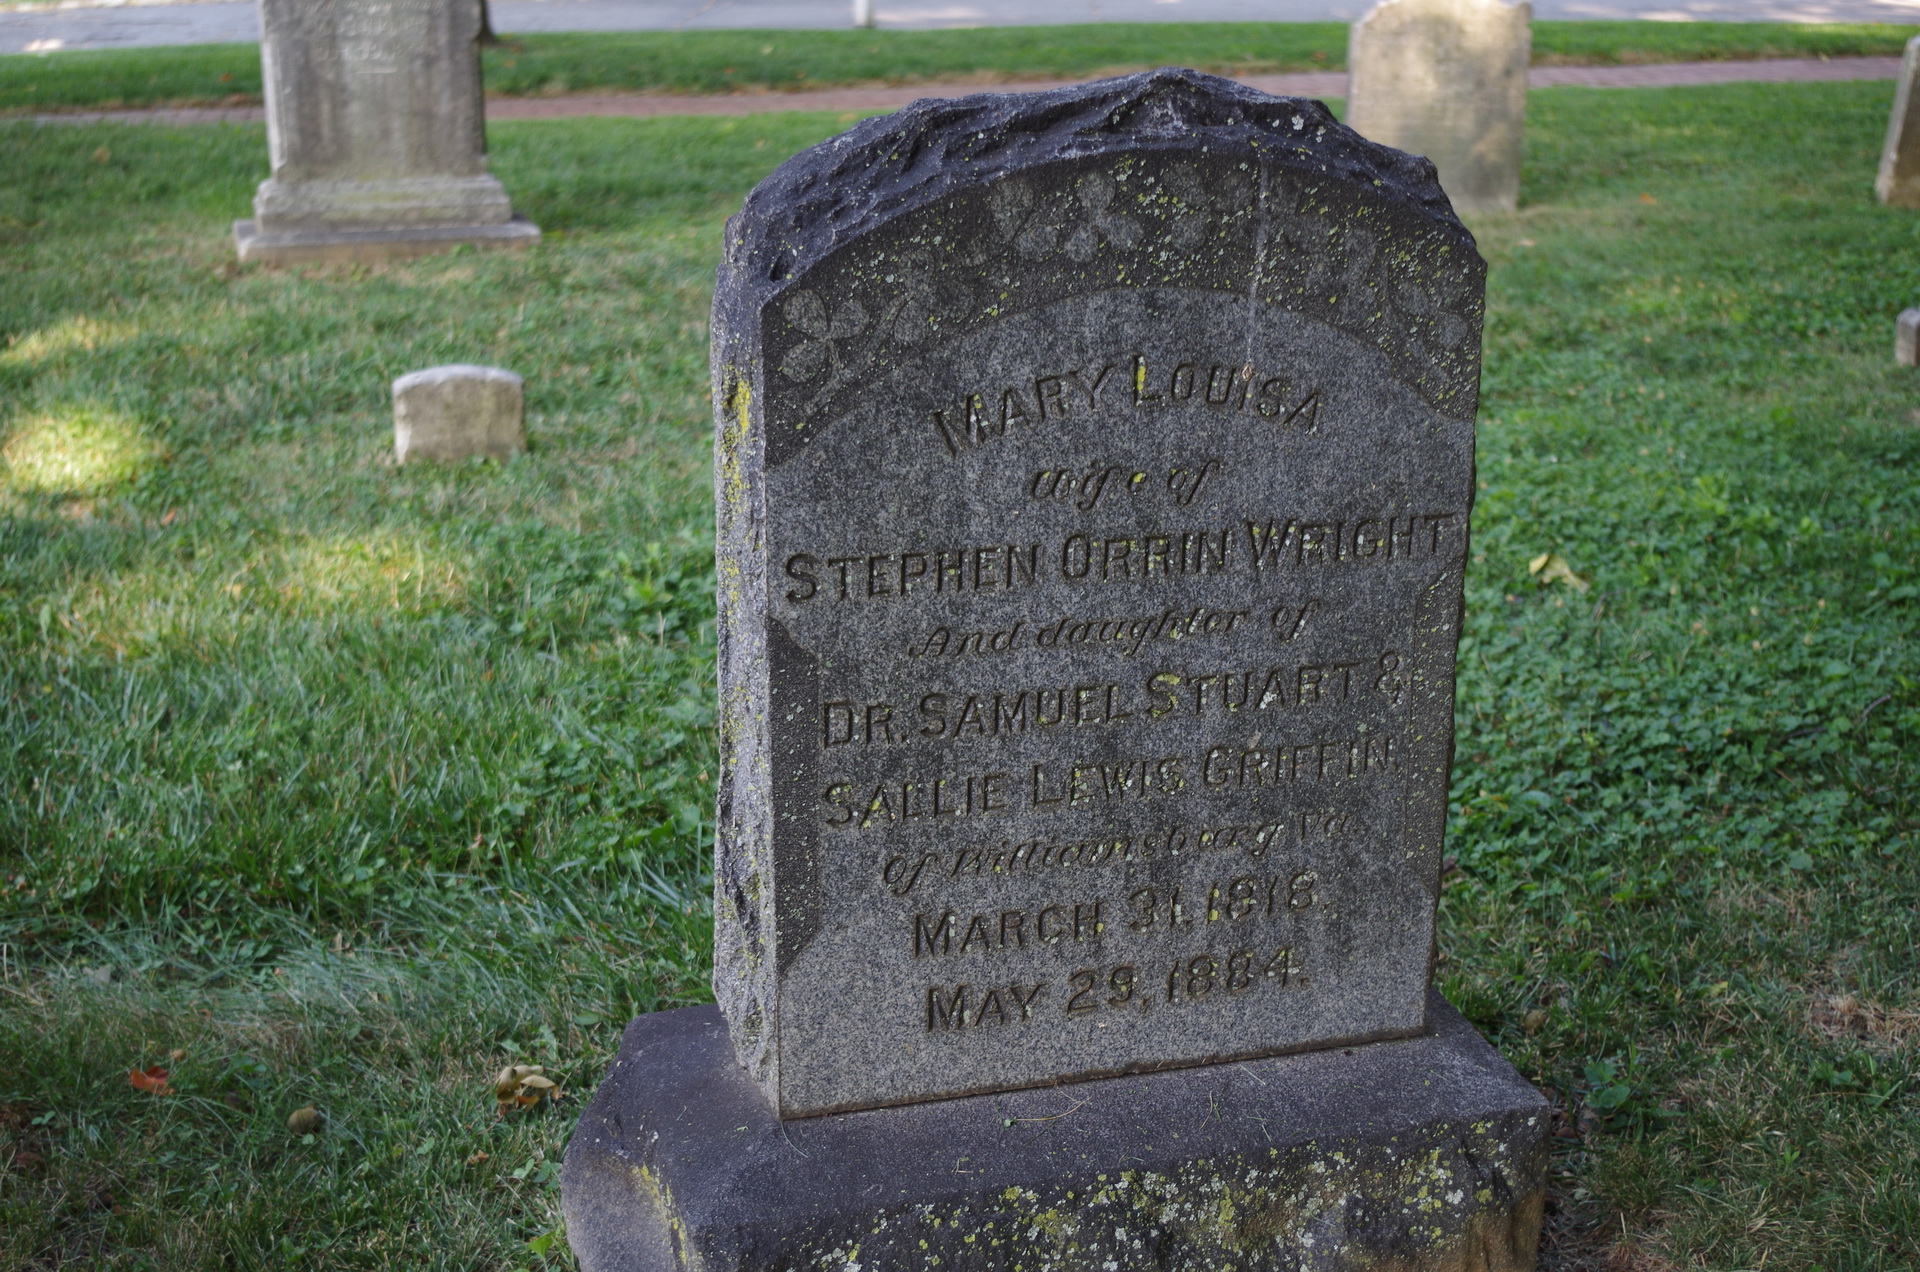 MARY LOUISA
wife of
STEPHEN ORRIN WRIGHT
And daughter of
DR. SAMUEL STUART &
SALLIE LEWIS GRIFFIN,
of Williamsburg Va.
MARCH 31, 1818.
MAY 29, 1884.